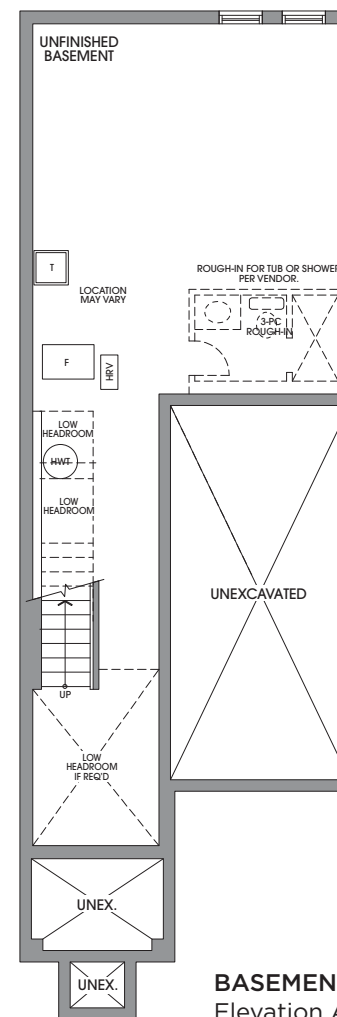 UNFINISHED
BASEMENT
T
LOCATION
MAY VARY
ROUGH-IN FOR TUB OR SHOWER
PER VENDOR.
3-PC
ROUGH-IN
F
HRV
LOW
HEADROOM
HWT
LOW
HEADROOM
UNEXCAVATED
UP
LOW
HEADROOM
IF REQ'D
UNEX.
UNEX.
BASEMEN
Elevation A